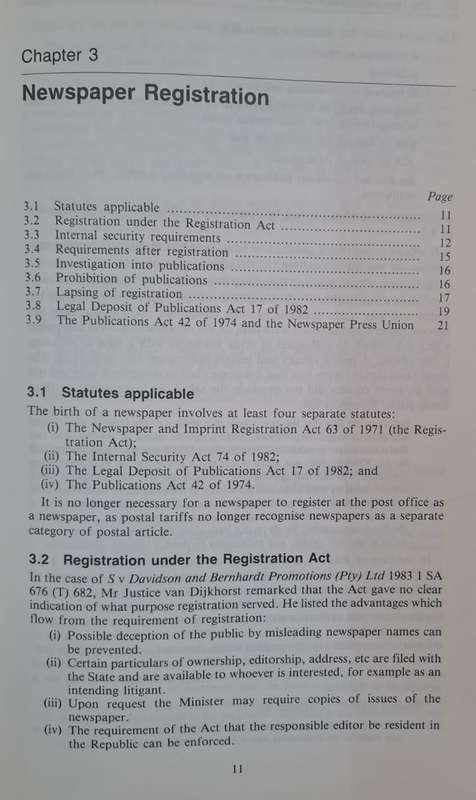 Chapter 3
Newspaper Registration
Page
3.1 Statutes applicable ................................................ 11
3.2 Registration under the Registration Act ........................ 11
3.3 Internal security requirements .................................... 12
3.4 Requirements after registration .................................. 15
3.5 Investigation into publications .................................... 16
3.6 Prohibition of publications ........................................ 16
3.7 Lapsing of registration ............................................ 17
3.8 Legal Deposit of Publications Act 17 of 1982 .................. 19
3.9 The Publications Act 42 of 1974 and the Newspaper Press Union 21
3.1 Statutes applicable
The birth of a newspaper involves at least four separate statutes:
(i) The Newspaper and Imprint Registration Act 63 of 1971 (the Regis-
tration Act);
(ii) The Internal Security Act 74 of 1982;
(iii) The Legal Deposit of Publications Act 17 of 1982; and
(iv) The Publications Act 42 of 1974.
It is no longer necessary for a newspaper to register at the post office as
a newspaper, as postal tariffs no longer recognise newspapers as a separate
category of postal article.
3.2 Registration under the Registration Act
In the case of S v Davidson and Bernhardt Promotions (Pty) Ltd 1983 1 SA
676 (T) 682, Mr Justice van Dijkhorst remarked that the Act gave no clear
indication of what purpose registration served. He listed the advantages which
flow from the requirement of registration:
(i) Possible deception of the public by misleading newspaper names can
be prevented.
(ii) Certain particulars of ownership, editorship, address, etc are filed with
the State and are available to whoever is interested, for example as an
intending litigant.
(iii) Upon request the Minister may require copies of issues of the
newspaper.
(iv) The requirement of the Act that the responsible editor be resident in
the Republic can be enforced.
11